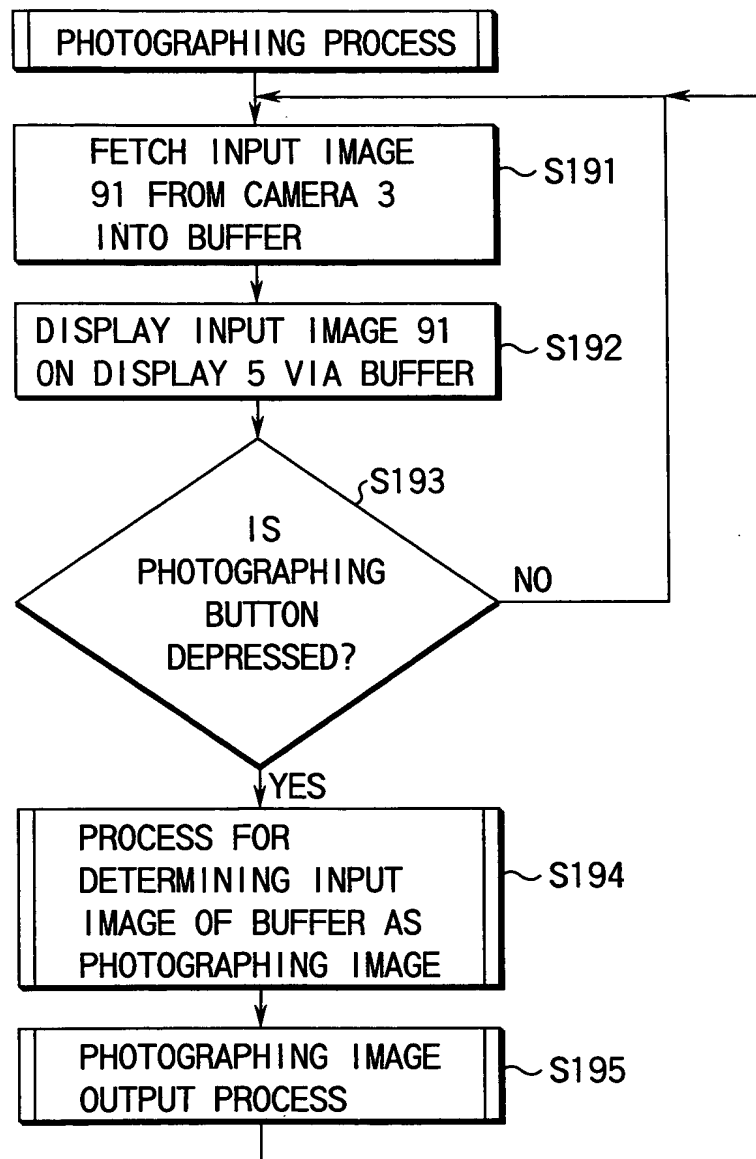 PHOTOGRAPHING PROCESS
FETCH INPUT IMAGE
91 FROM CAMERA 3
INTO BUFFER
S191
DISPLAY INPUT IMAGE 91
ON DISPLAY 5 VIA BUFFER
S192
S193
IS
PHOTOGRAPHING
BUTTON
DEPRESSED?
NO
YES
PROCESS FOR
DETERMINING INPUT
IMAGE OF BUFFER AS
PHOTOGRAPHING IMAGE
S194
PHOTOGRAPHING IMAGE
OUTPUT PROCESS
S195